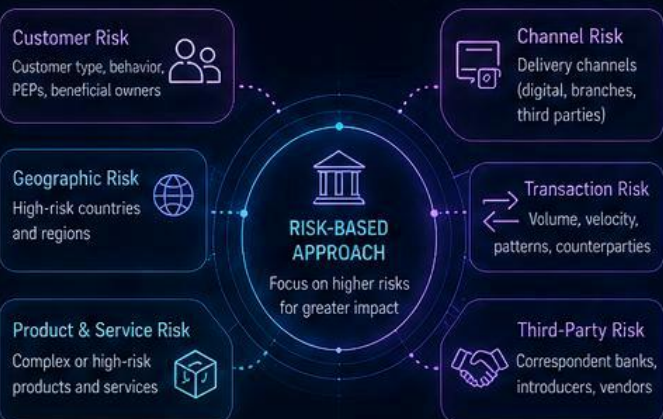 Customer Risk
Customer type, behavior,
PEPs, beneficial owners
Geographic Risk
High-risk countries
and regions
Product & Service Risk
Complex or high-risk
products and services
RISK-BASED
APPROACH
Focus on higher risks
for greater impact
Channel Risk
Delivery channels
(digital, branches,
third parties)
Transaction Risk
Volume, velocity,
patterns, counterparties
Third-Party Risk
Correspondent banks,
introducers, vendors